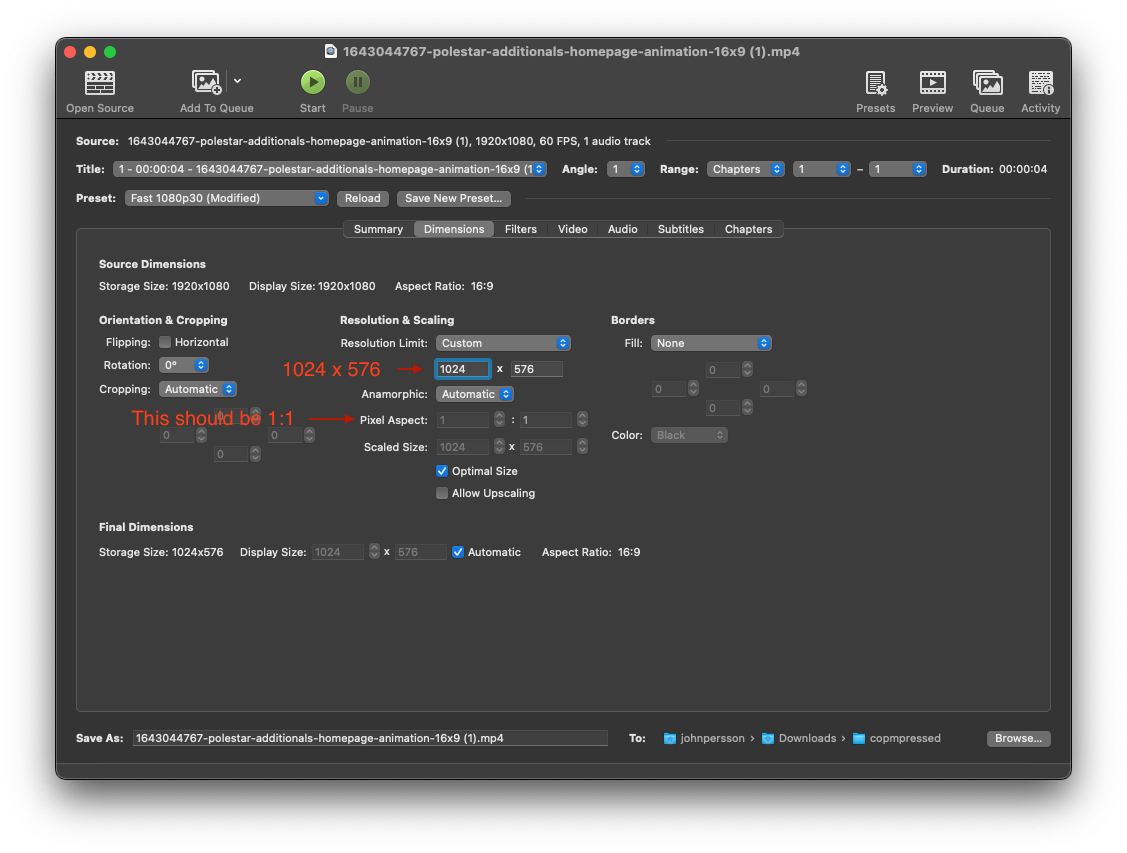 1643044767-polestar-additionals-homepage-animation-16x9 (1).mp4
Open Source Add To Queue Start Pause Presets Preview Queue Activity
Source: 1643044767-polestar-additionals-homepage-animation-16x9 (1), 1920x1080, 60 FPS, 1 audio track
Title: 1 - 00:00:04 - 1643044767-polestar-additionals-homepage-animation-16x9 (1 Angle: 1 Range: Chapters 1 – 1 Duration: 00:00:04
Preset: Fast 1080p30 (Modified) Reload Save New Preset...
Summary Dimensions Filters Video Audio Subtitles Chapters
Source Dimensions
Storage Size: 1920x1080 Display Size: 1920x1080 Aspect Ratio: 16:9
Orientation & Cropping
Flipping: Horizontal
Rotation: 0°
Cropping: Automatic
0
0 0
0
This should be 1:1
Resolution & Scaling
Resolution Limit: Custom
1024 x 576
1024 x 576
Anamorphic: Automatic
Pixel Aspect: 1 : 1
Scaled Size: 1024 x 576
Optimal Size
Allow Upscaling
Borders
Fill: None
0
0 0
0
Color: Black
Final Dimensions
Storage Size: 1024x576 Display Size: 1024 x 576 Automatic Aspect Ratio: 16:9
Save As: 1643044767-polestar-additionals-homepage-animation-16x9 (1).mp4 To: johnpersson › Downloads › copmpressed Browse...